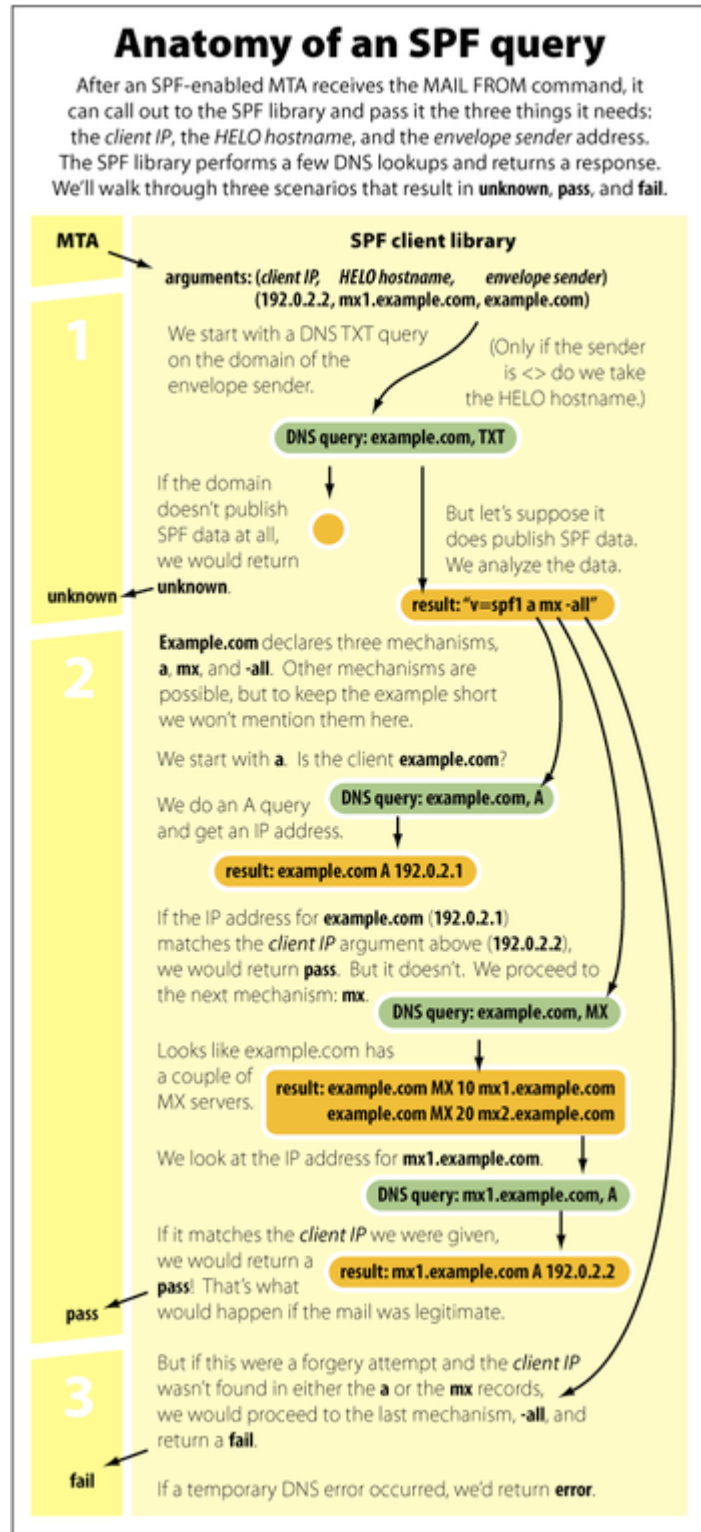 Anatomy of an SPF query
After an SPF-enabled MTA receives the MAIL FROM command, it
can call out to the SPF library and pass it the three things it needs:
the client IP, the HELO hostname, and the envelope sender address.
The SPF library performs a few DNS lookups and returns a response.
We'll walk through three scenarios that result in unknown, pass, and fail.
MTA
SPF client library
arguments: (client IP, HELO hostname, envelope sender)
(192.0.2.2, mx1.example.com, example.com)
1
We start with a DNS TXT query
on the domain of the
envelope sender.
(Only if the sender
is <> do we take
the HELO hostname.)
DNS query: example.com, TXT
If the domain
doesn't publish
SPF data at all,
we would return
unknown.
But let's suppose it
does publish SPF data.
We analyze the data.
unknown
result: "v=spf1 a mx -all"
2
Example.com declares three mechanisms,
a, mx, and -all. Other mechanisms are
possible, but to keep the example short
we won't mention them here.
We start with a. Is the client example.com?
DNS query: example.com, A
We do an A query
and get an IP address.
result: example.com A 192.0.2.1
If the IP address for example.com (192.0.2.1)
matches the client IP argument above (192.0.2.2),
we would return pass. But it doesn't. We proceed to
the next mechanism: mx.
DNS query: example.com, MX
Looks like example.com has
a couple of
MX servers.
result: example.com MX 10 mx1.example.com
example.com MX 20 mx2.example.com
We look at the IP address for mx1.example.com.
DNS query: mx1.example.com, A
If it matches the client IP we were given,
we would return a
pass! That's what
would happen if the mail was legitimate.
result: mx1.example.com A 192.0.2.2
pass
3
But if this were a forgery attempt and the client IP
wasn't found in either the a or the mx records,
we would proceed to the last mechanism, -all, and
return a fail.
fail
If a temporary DNS error occurred, we'd return error.